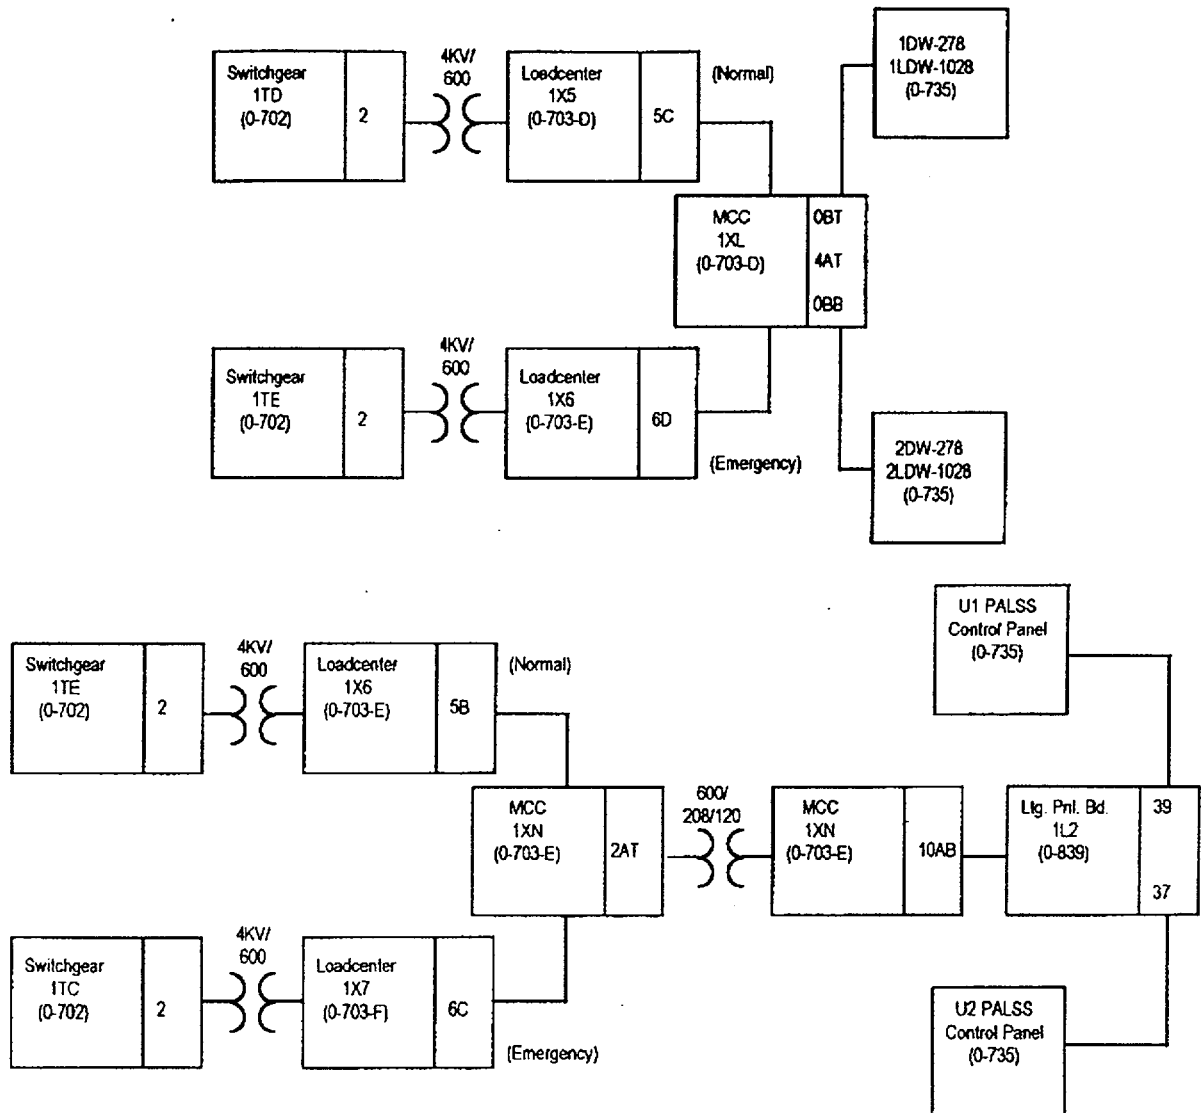 Switchgear
1TD
(0-702)
2
4KV/
600
Loadcenter
1X5
(0-703-D)
5C
(Normal)
1DW-278
1LDW-1028
(0-735)
MCC
1XL
(0-703-D)
0BT
4AT
0BB
Switchgear
1TE
(0-702)
2
4KV/
600
Loadcenter
1X6
(0-703-E)
6D
(Emergency)
2DW-278
2LDW-1028
(0-735)
U1 PALSS
Control Panel
(0-735)
Switchgear
1TE
(0-702)
2
4KV/
600
Loadcenter
1X6
(0-703-E)
5B
(Normal)
MCC
1XN
(0-703-E)
2AT
600/
208/120
MCC
1XN
(0-703-E)
10AB
Ltg. Pnl. Bd.
1L2
(0-839)
39
37
Switchgear
1TC
(0-702)
2
4KV/
600
Loadcenter
1X7
(0-703-F)
6C
(Emergency)
U2 PALSS
Control Panel
(0-735)